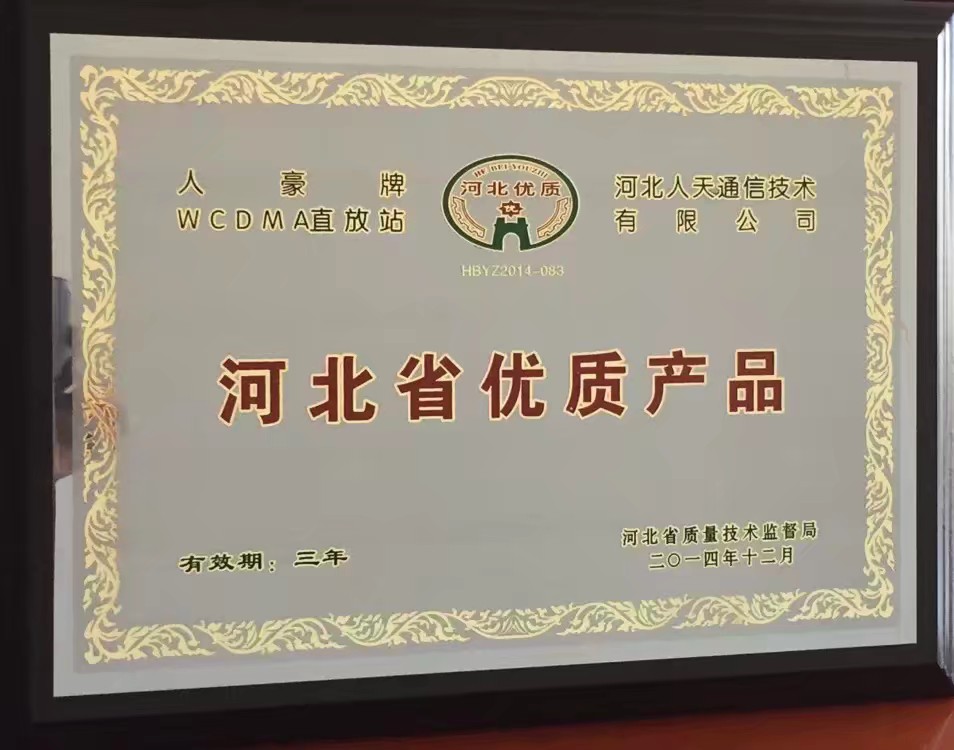 人豪牌
WCDMA直放站
HE BEI YOU ZHI
河北优质
优
HBYZ2014-083
河北人天通信技术
有限公司
河北省优质产品
有效期：三年
河北省质量技术监督局
二〇一四年十二月